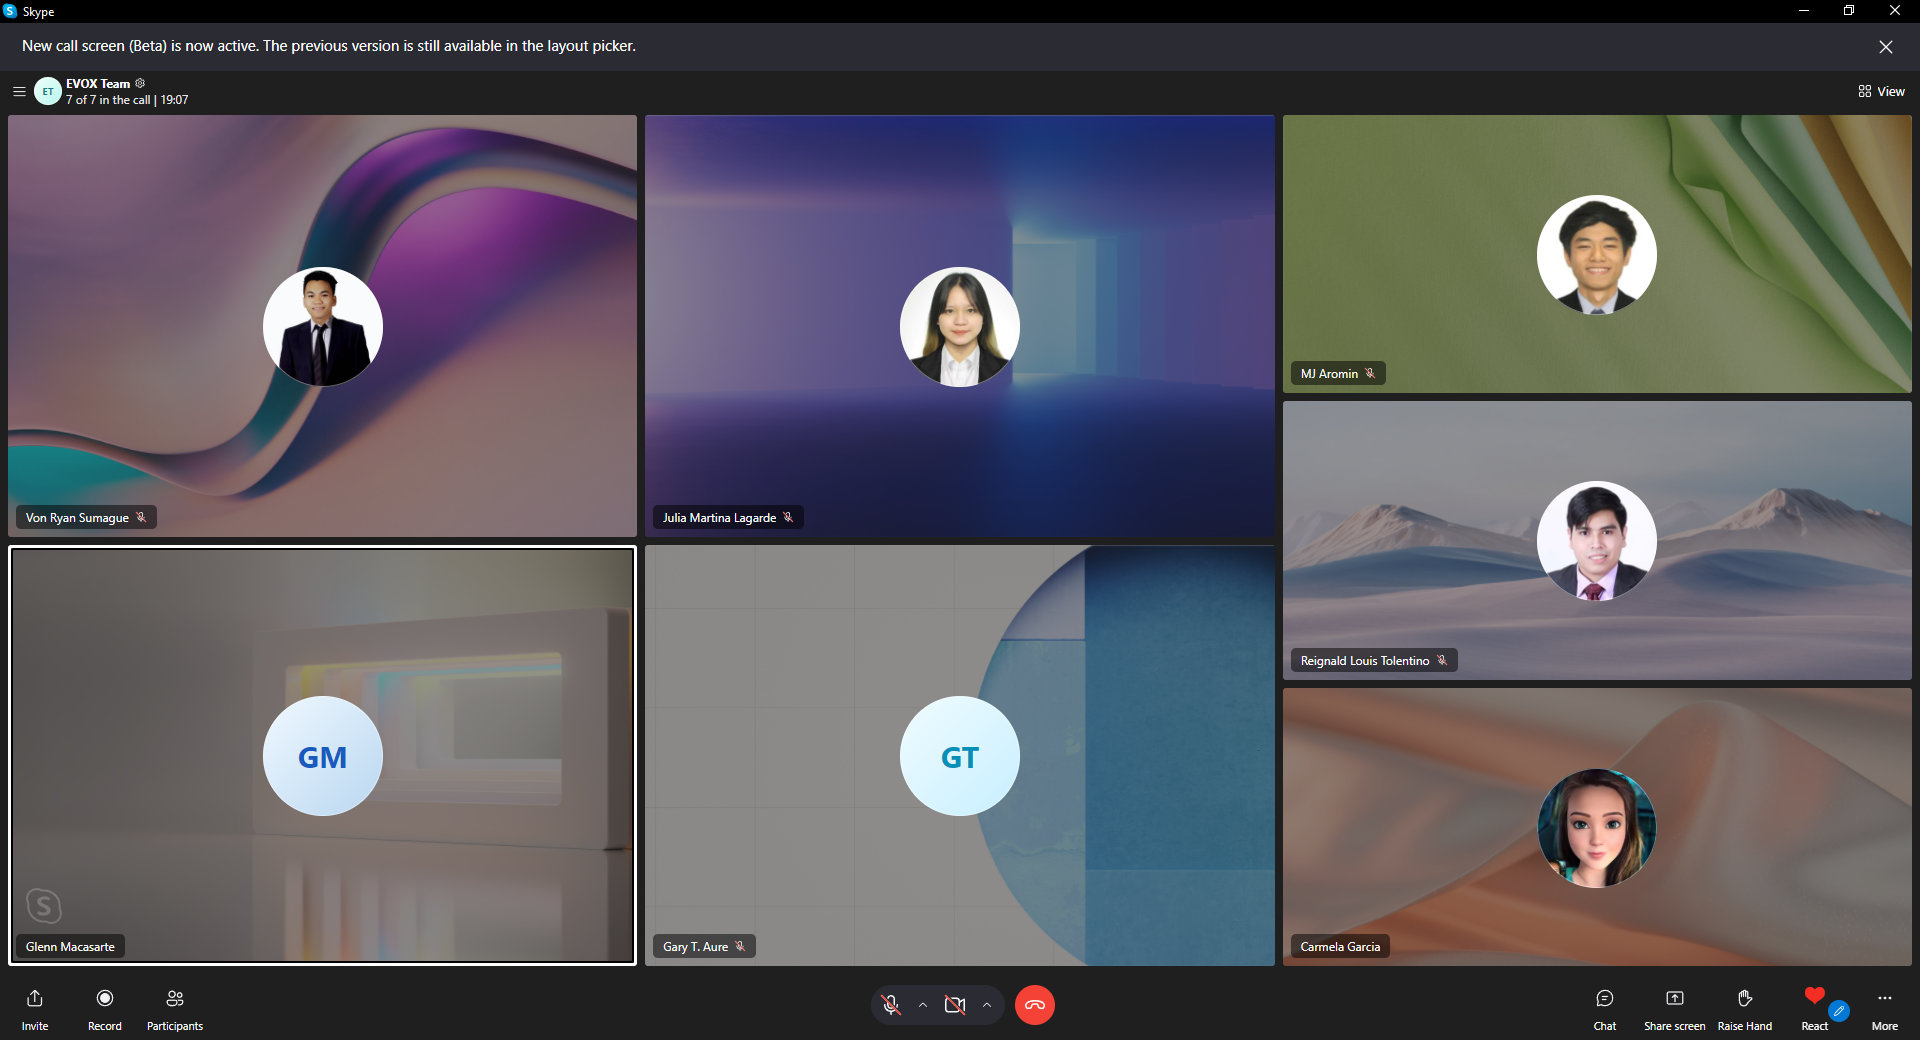 Skype
New call screen (Beta) is now active. The previous version is still available in the layout picker.
ET
EVOX Team
7 of 7 in the call | 19:07
View
Von Ryan Sumague
Julia Martina Lagarde
MJ Aromin
Reignald Louis Tolentino
GM
Glenn Macasarte
GT
Gary T. Aure
Carmela Garcia
Invite
Record
Participants
Chat
Share screen
Raise Hand
React
More